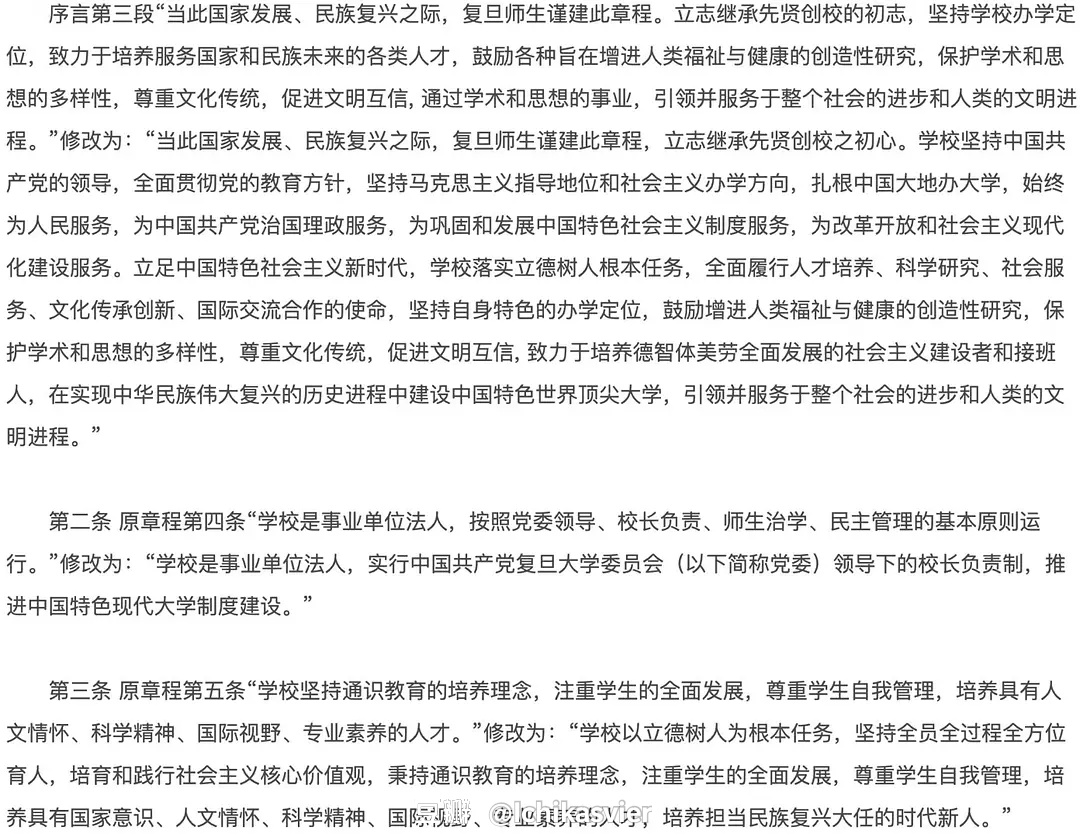 序言第三段“当此国家发展、民族复兴之际，复旦师生谨建此章程。立志继承先贤创校的初志，坚持学校办学定
位，致力于培养服务国家和民族未来的各类人才，鼓励各种旨在增进人类福祉与健康的创造性研究，保护学术和思
想的多样性，尊重文化传统，促进文明互信, 通过学术和思想的事业，引领并服务于整个社会的进步和人类的文明进
程。”修改为：“当此国家发展、民族复兴之际，复旦师生谨建此章程，立志继承先贤创校之初心。学校坚持中国共
产党的领导，全面贯彻党的教育方针，坚持马克思主义指导地位和社会主义办学方向，扎根中国大地办大学，始终
为人民服务，为中国共产党治国理政服务，为巩固和发展中国特色社会主义制度服务，为改革开放和社会主义现代
化建设服务。立足中国特色社会主义新时代，学校落实立德树人根本任务，全面履行人才培养、科学研究、社会服
务、文化传承创新、国际交流合作的使命，坚持自身特色的办学定位，鼓励增进人类福祉与健康的创造性研究，保
护学术和思想的多样性，尊重文化传统，促进文明互信, 致力于培养德智体美劳全面发展的社会主义建设者和接班
人，在实现中华民族伟大复兴的历史进程中建设中国特色世界顶尖大学，引领并服务于整个社会的进步和人类的文
明进程。”
第二条 原章程第四条“学校是事业单位法人，按照党委领导、校长负责、师生治学、民主管理的基本原则运
行。”修改为：“学校是事业单位法人，实行中国共产党复旦大学委员会（以下简称党委）领导下的校长负责制，推
进中国特色现代大学制度建设。”
第三条 原章程第五条“学校坚持通识教育的培养理念，注重学生的全面发展，尊重学生自我管理，培养具有人
文情怀、科学精神、国际视野、专业素养的人才。”修改为：“学校以立德树人为根本任务，坚持全员全过程全方位
育人，培育和践行社会主义核心价值观，秉持通识教育的培养理念，注重学生的全面发展，尊重学生自我管理，培
养具有国家意识、人文情怀、科学精神、国际视野、专业素养的人才，培养担当民族复兴大任的时代新人。”
豆瓣 @Ichikasvier